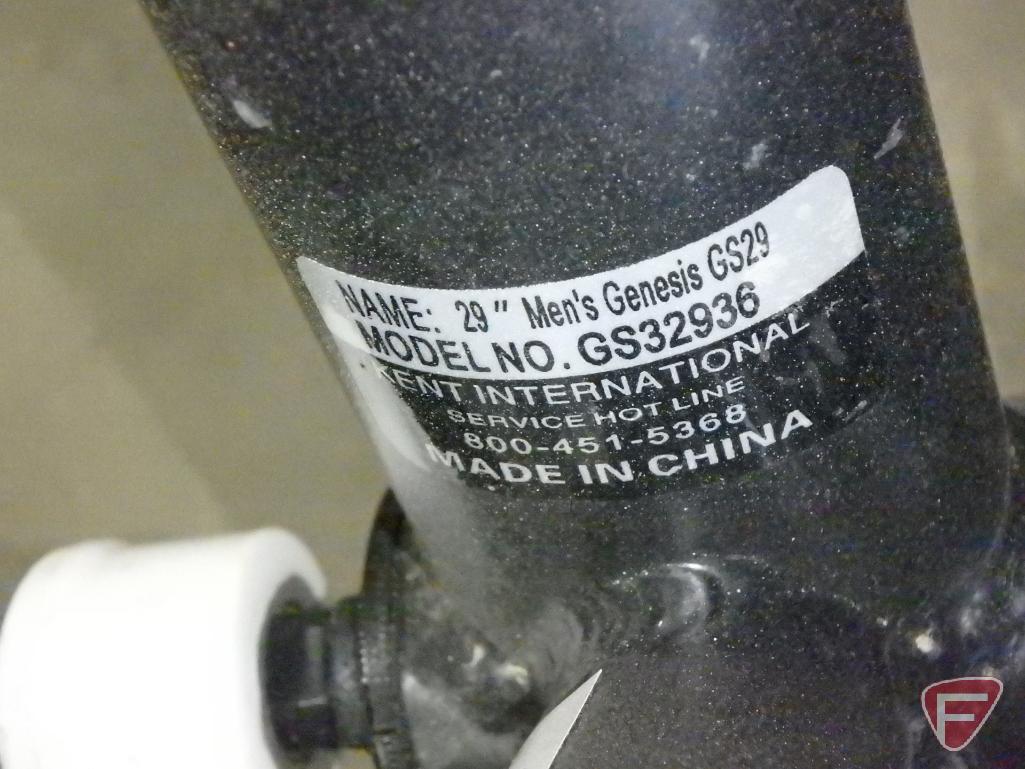 NAME: 29" Men's Genesis GS29
MODEL NO. GS32936
KENT INTERNATIONAL
SERVICE HOT LINE
800-451-5368
MADE IN CHINA
F